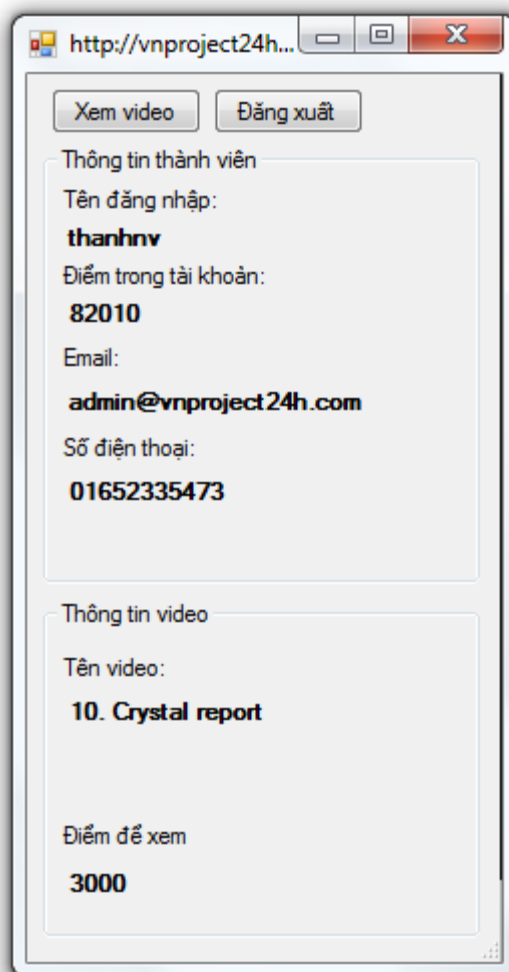 http://vnproject24h...
Xem video Đăng xuất
Thông tin thành viên
Tên đăng nhập:
thanhnv
Điểm trong tài khoản:
82010
Email:
admin@vnproject24h.com
Số điện thoại:
01652335473
Thông tin video
Tên video:
10. Crystal report
Điểm để xem
3000